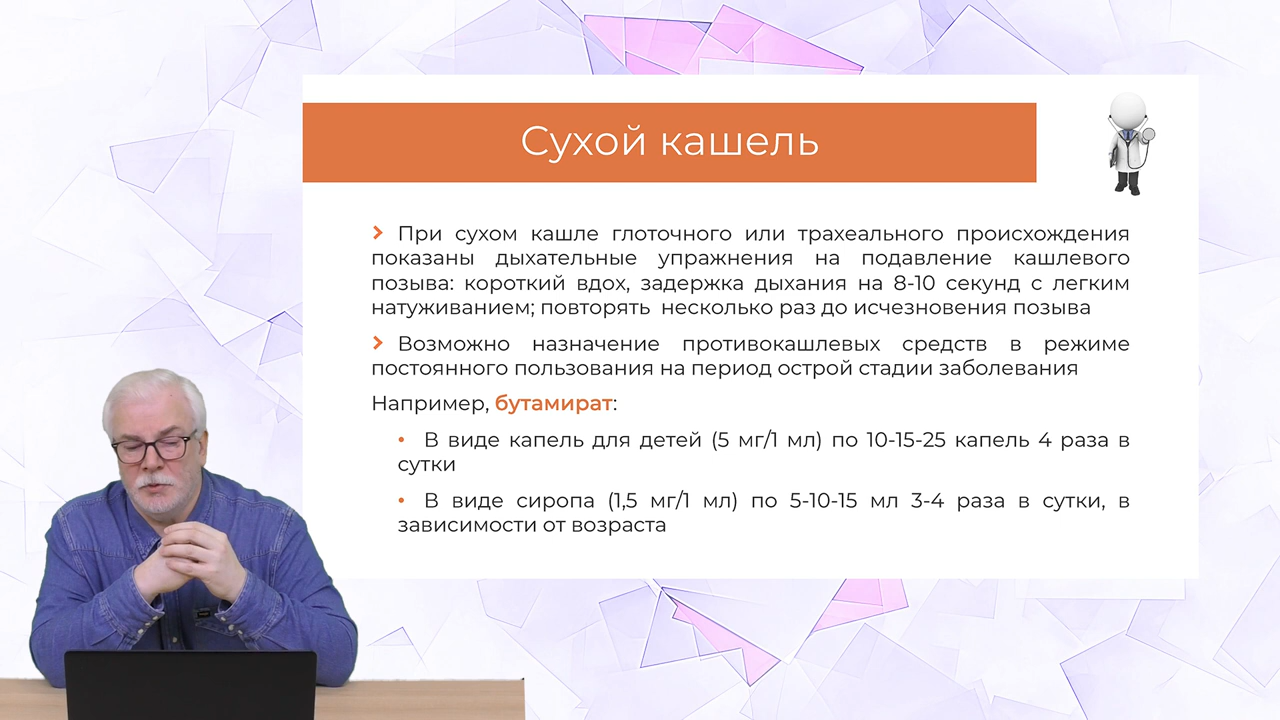 Сухой кашель
При сухом кашле глоточного или трахеального происхождения
показаны дыхательные упражнения на подавление кашлевого
позыва: короткий вдох, задержка дыхания на 8-10 секунд с легким
натуживанием; повторять несколько раз до исчезновения позыва
Возможно назначение противокашлевых средств в режиме
постоянного пользования на период острой стадии заболевания
Например, бутамират:
• В виде капель для детей (5 мг/1 мл) по 10-15-25 капель 4 раза в
сутки
• В виде сиропа (1,5 мг/1 мл) по 5-10-15 мл 3-4 раза в сутки, в
зависимости от возраста